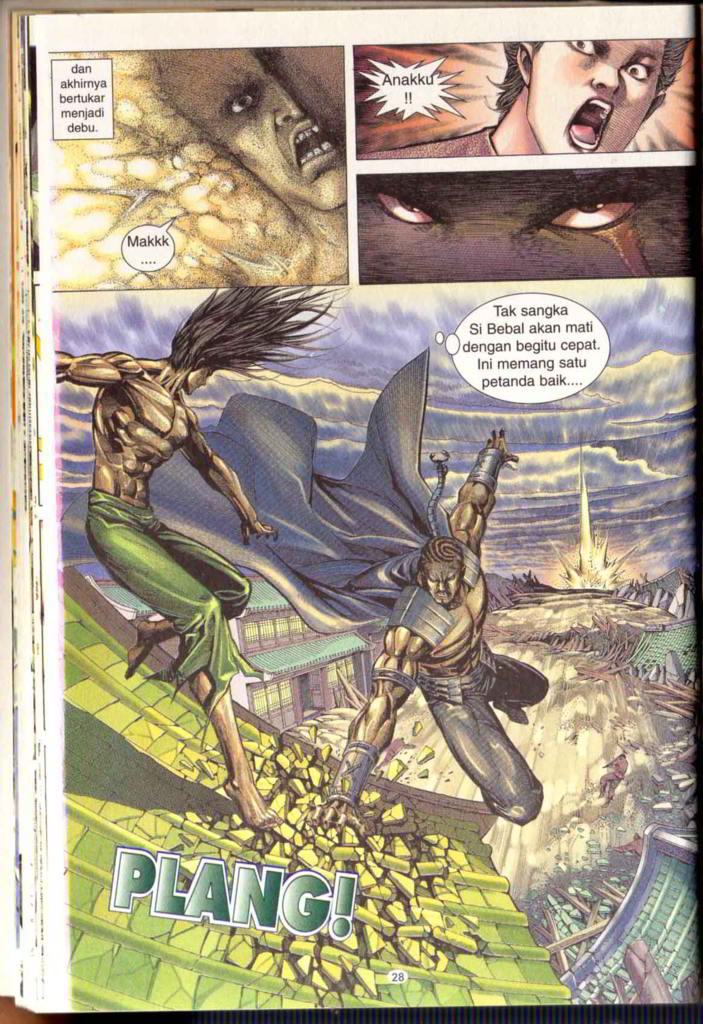 dan
akhirnya
bertukar
menjadi
debu.
Makkk
....
Anakku
!!
Tak sangka
Si Bebal akan mati
dengan begitu cepat.
Ini memang satu
petanda baik....
PLANG!
28